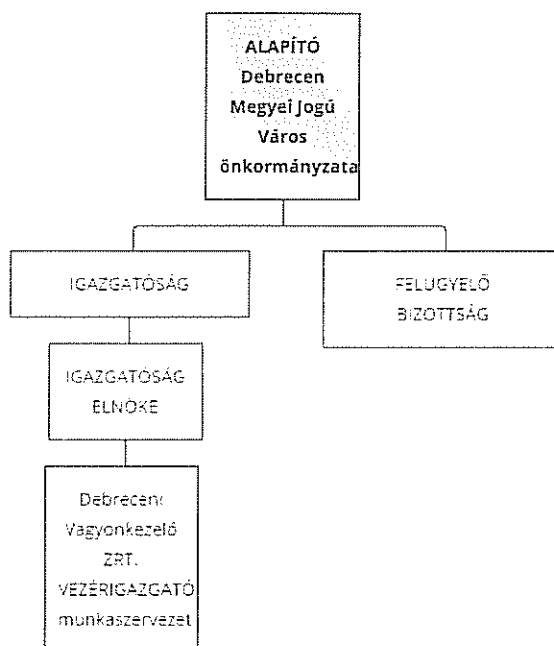 ALAPÍTÓ
Debrecen
Megyei Jogú
Város
önkormányzata
IGAZGATÓSÁG
FELÜGYELŐ
BIZOTTSÁG
IGAZGATÓSÁG
ELNÖKE
Debreceni
Vagyonkezelő
ZRT.
VEZÉRIGAZGATÓ
munkaszervezet